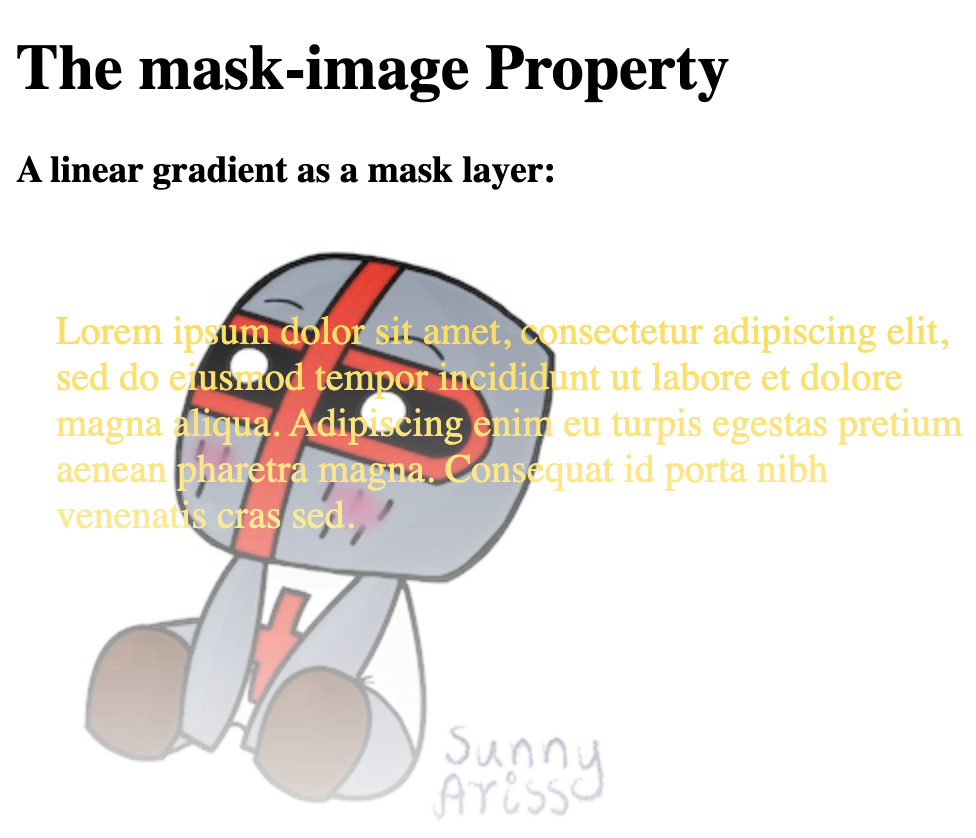 The mask-image Property
A linear gradient as a mask layer:
Lorem ipsum dolor sit amet, consectetur adipiscing elit,
sed do eiusmod tempor incididunt ut labore et dolore
magna aliqua. Adipiscing enim eu turpis egestas pretium
aenean pharetra magna. Consequat id porta nibh
venenatis cras sed.
Sunny
Arisso